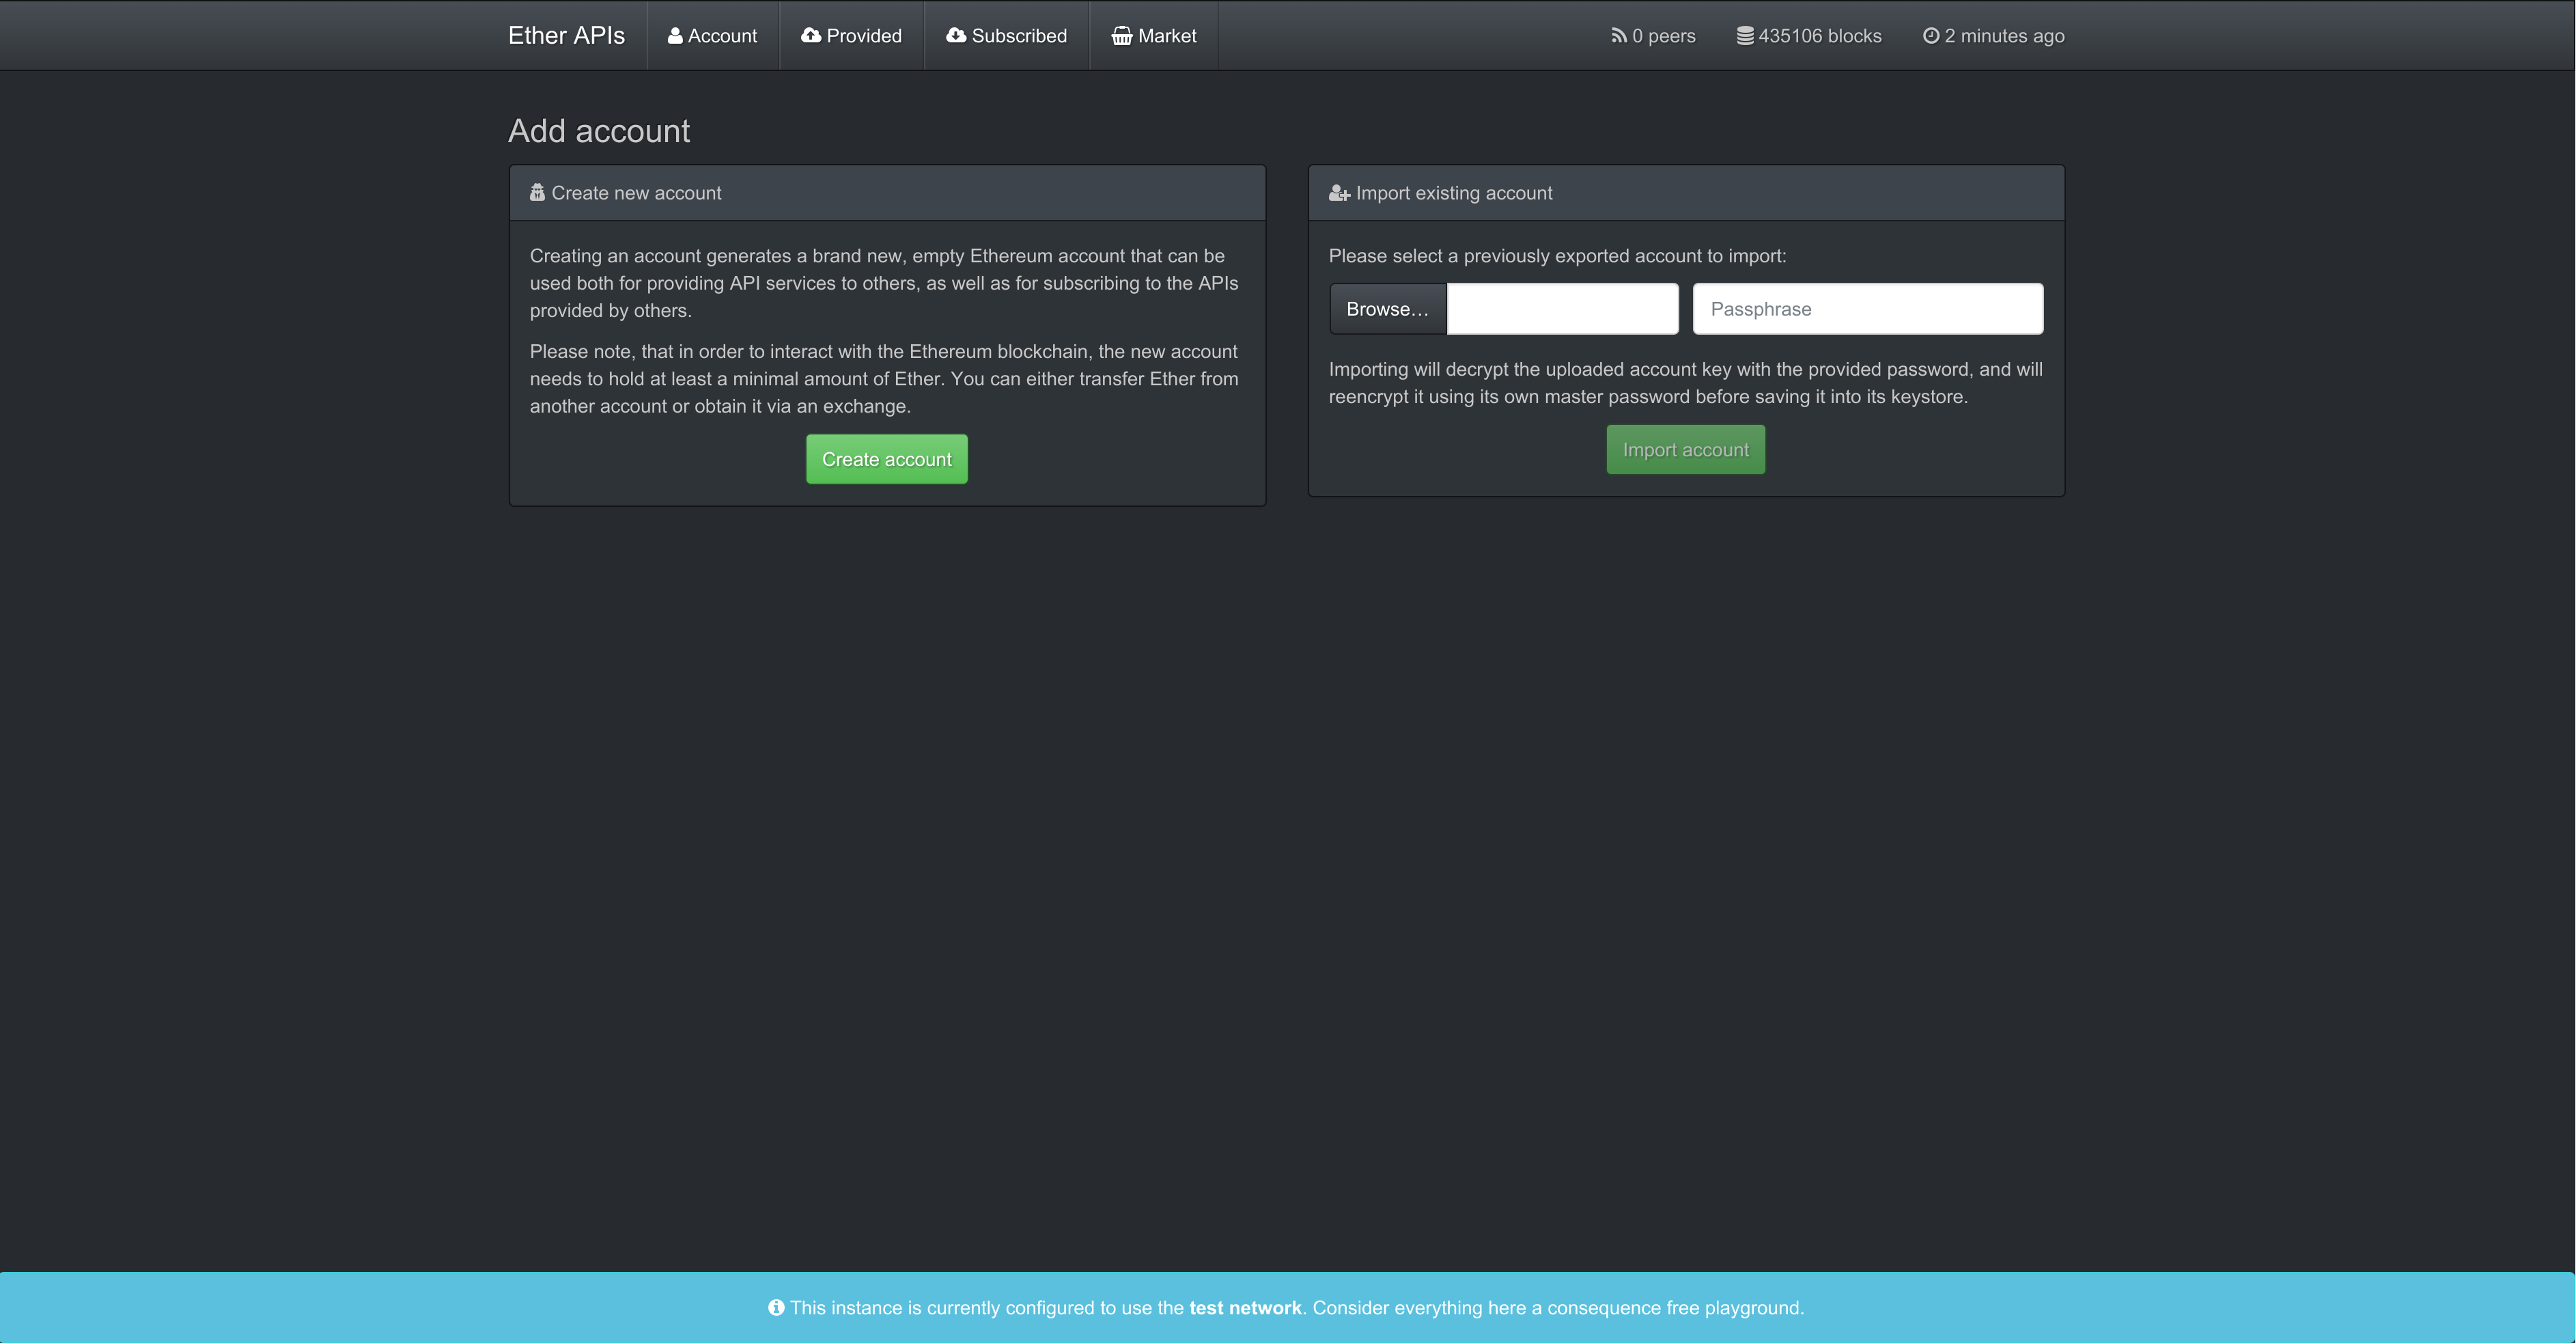 Ether APIs
Account
Provided
Subscribed
Market
0 peers
435106 blocks
2 minutes ago
Add account
Create new account
Creating an account generates a brand new, empty Ethereum account that can be
used both for providing API services to others, as well as for subscribing to the APIs
provided by others.
Please note, that in order to interact with the Ethereum blockchain, the new account
needs to hold at least a minimal amount of Ether. You can either transfer Ether from
another account or obtain it via an exchange.
Create account
Import existing account
Please select a previously exported account to import:
Browse…
Passphrase
Importing will decrypt the uploaded account key with the provided password, and will
reencrypt it using its own master password before saving it into its keystore.
Import account
This instance is currently configured to use the test network. Consider everything here a consequence free playground.